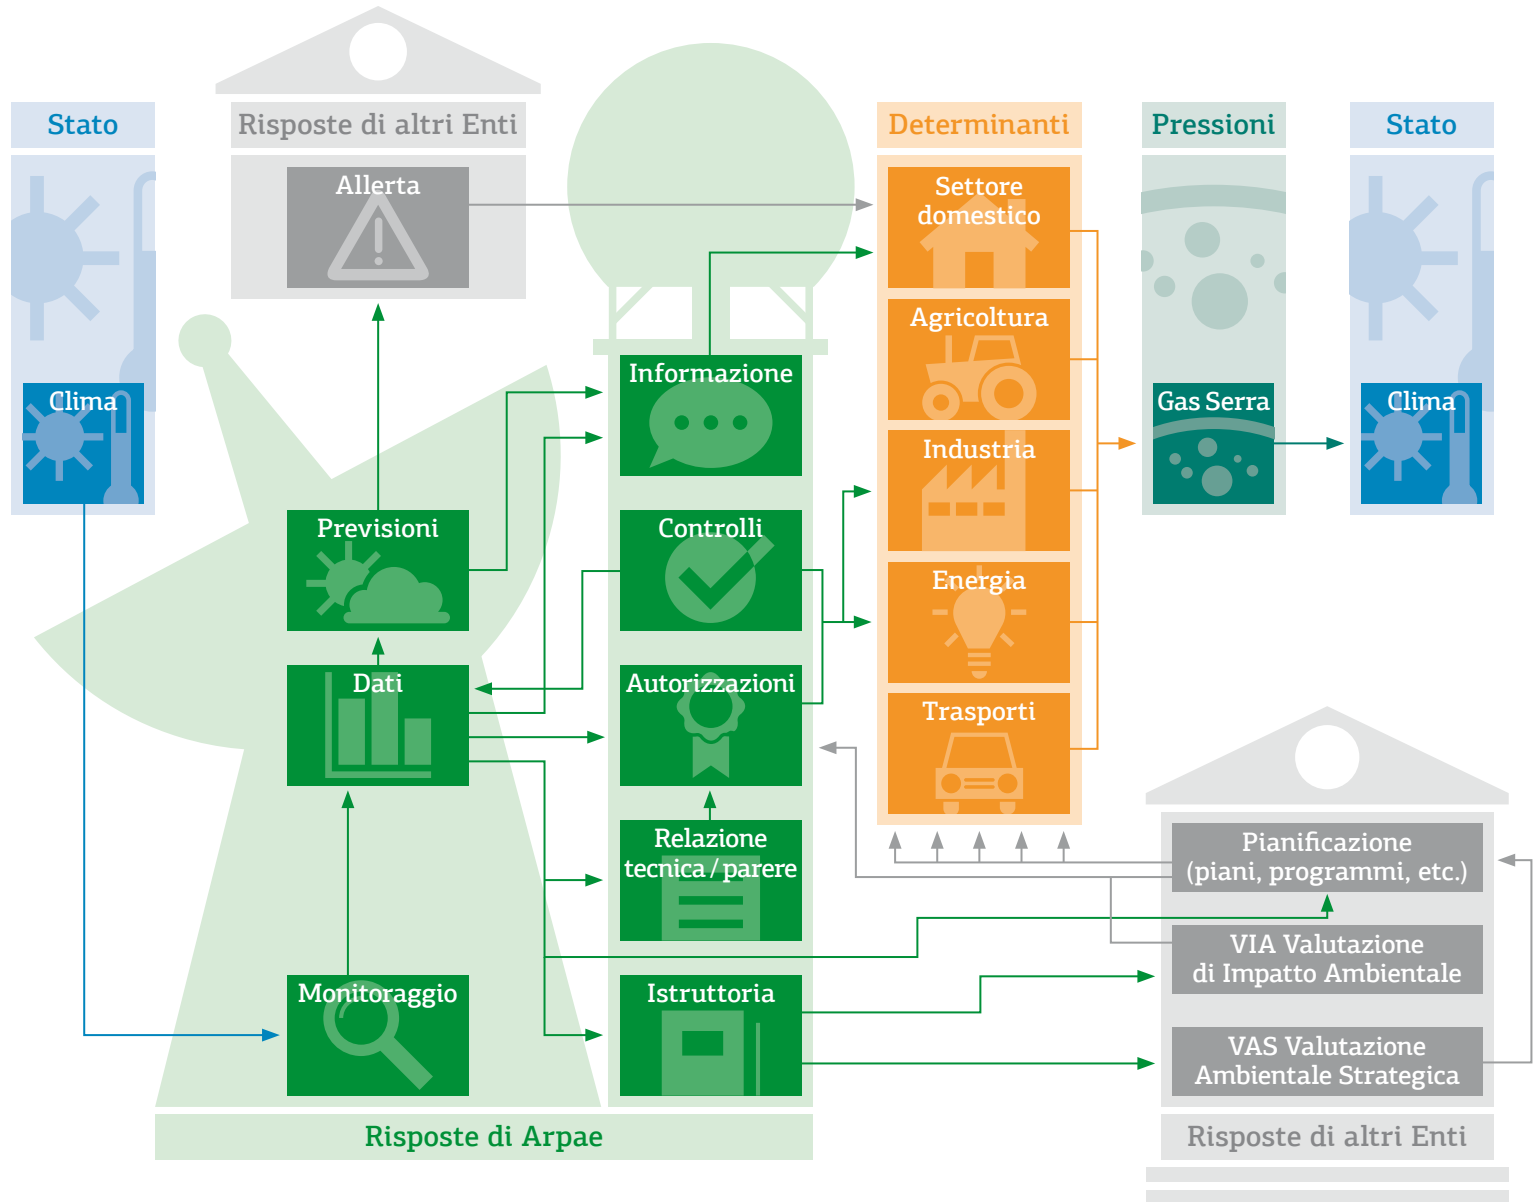 Stato
Risposte di altri Enti
Determinanti
Pressioni
Stato
Allerta
Settore
domestico
Agricoltura
Informazione
Clima
Gas Serra
Clima
Industria
Previsioni
Controlli
Energia
Dati
Autorizzazioni
Trasporti
Relazione
tecnica / parere
Pianificazione
(piani, programmi, etc.)
VIA Valutazione
di Impatto Ambientale
Monitoraggio
Istruttoria
VAS Valutazione
Ambientale Strategica
Risposte di Arpae
Risposte di altri Enti